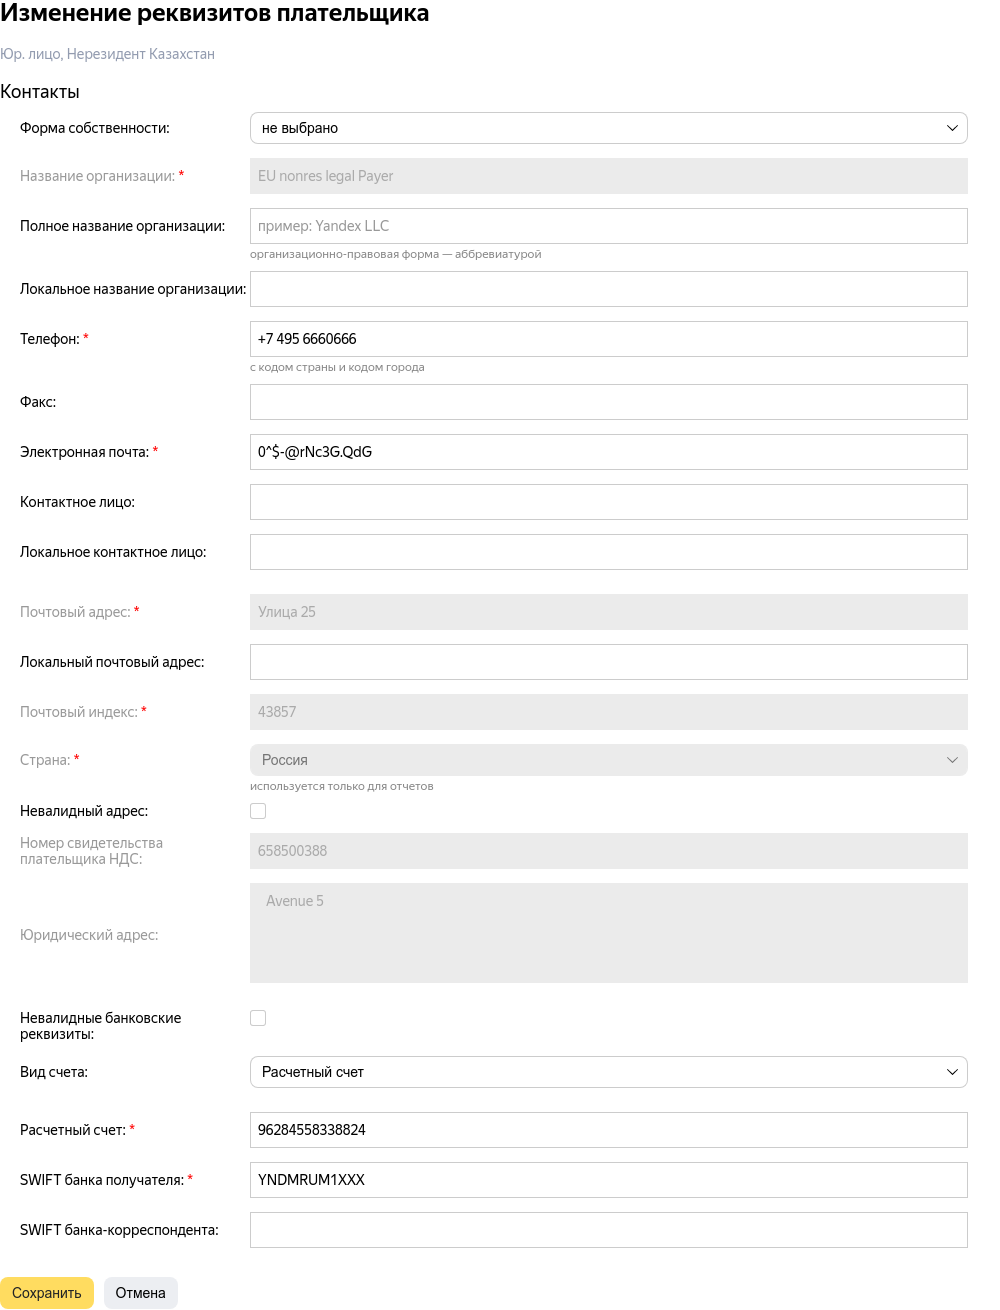 Изменение реквизитов плательщика
Юр. лицо, Нерезидент Казахстан
Контакты
Форма собственности: не выбрано
Название организации: * EU nonres legal Payer
Полное название организации: пример: Yandex LLC
организационно-правовая форма — аббревиатурой
Локальное название организации:
Телефон: * +7 495 6660666
с кодом страны и кодом города
Факс:
Электронная почта: * 0^$-@rNc3G.QdG
Контактное лицо:
Локальное контактное лицо:
Почтовый адрес: * Улица 25
Локальный почтовый адрес:
Почтовый индекс: * 43857
Страна: * Россия
используется только для отчетов
Невалидный адрес:
Номер свидетельства
плательщика НДС: 658500388
Юридический адрес: Avenue 5
Невалидные банковские
реквизиты:
Вид счета: Расчетный счет
Расчетный счет: * 96284558338824
SWIFT банка получателя: * YNDMRUM1XXX
SWIFT банка-корреспондента:
Сохранить Отмена